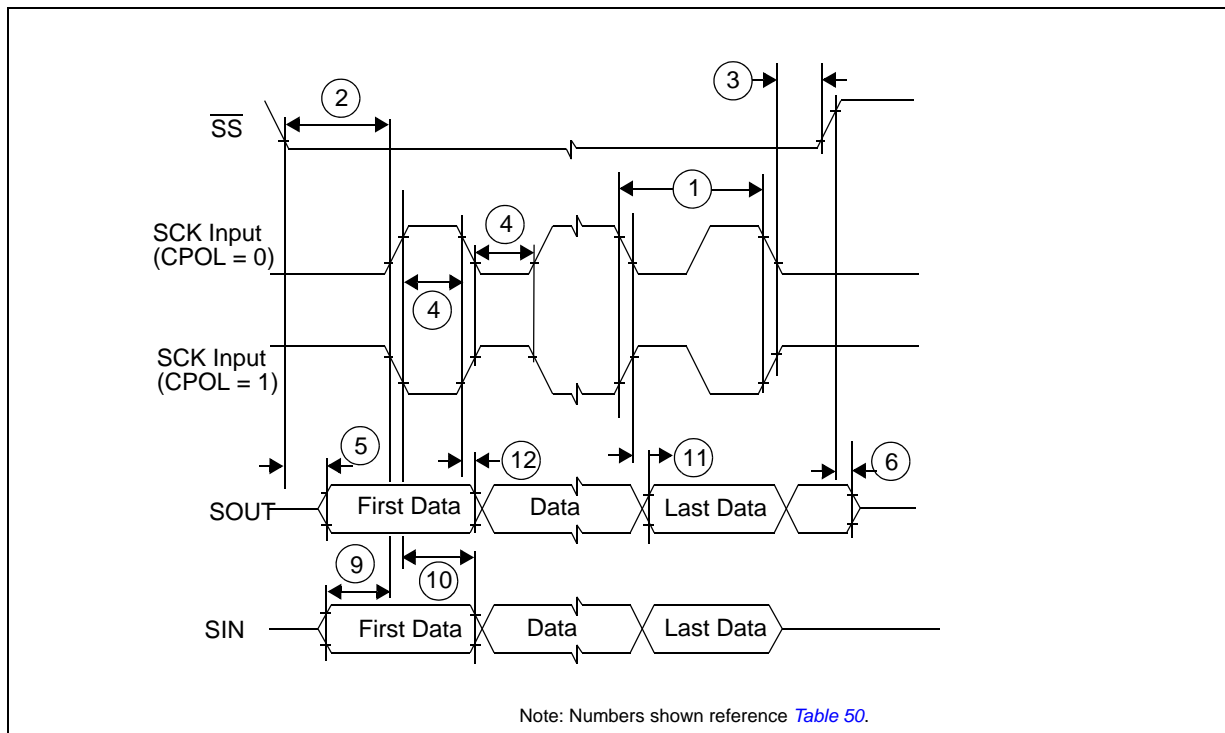 3
2
SS
1
4
SCK Input
(CPOL = 0)
4
SCK Input
(CPOL = 1)
5
12
11
6
First Data
Data
Last Data
SOUT
9
10
First Data
Data
Last Data
SIN
Note: Numbers shown reference Table 50.